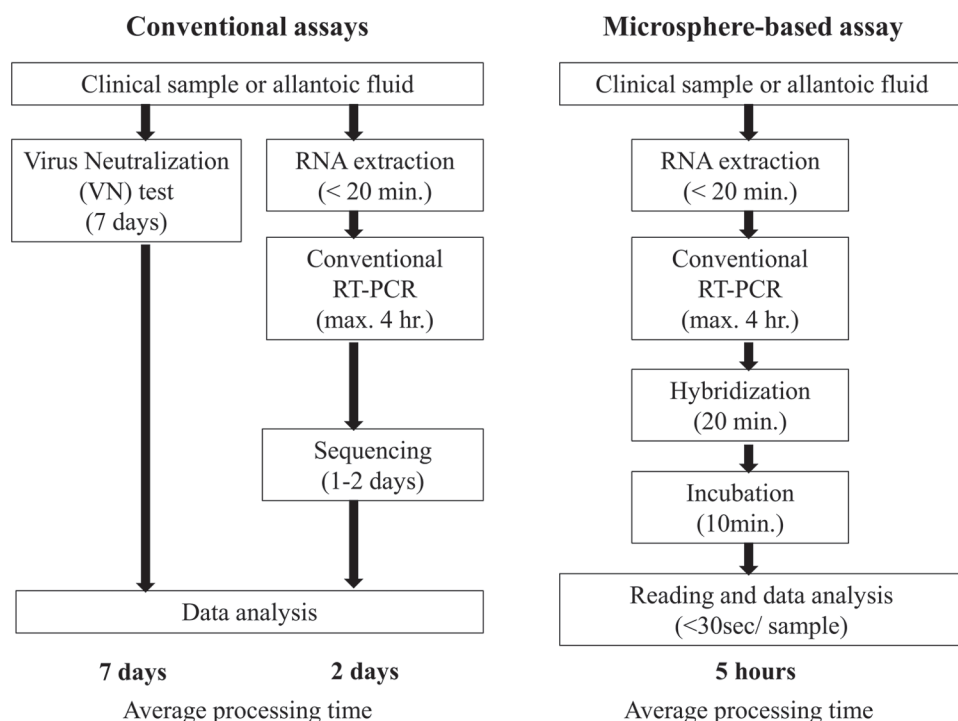 Conventional assays
Clinical sample or allantoic fluid
Virus Neutralization
(VN) test
(7 days)
RNA extraction
(< 20 min.)
Conventional
RT-PCR
(max. 4 hr.)
Sequencing
(1-2 days)
Data analysis
7 days
2 days
Average processing time
Microsphere-based assay
Clinical sample or allantoic fluid
RNA extraction
(< 20 min.)
Conventional
RT-PCR
(max. 4 hr.)
Hybridization
(20 min.)
Incubation
(10min.)
Reading and data analysis
(<30sec/ sample)
5 hours
Average processing time